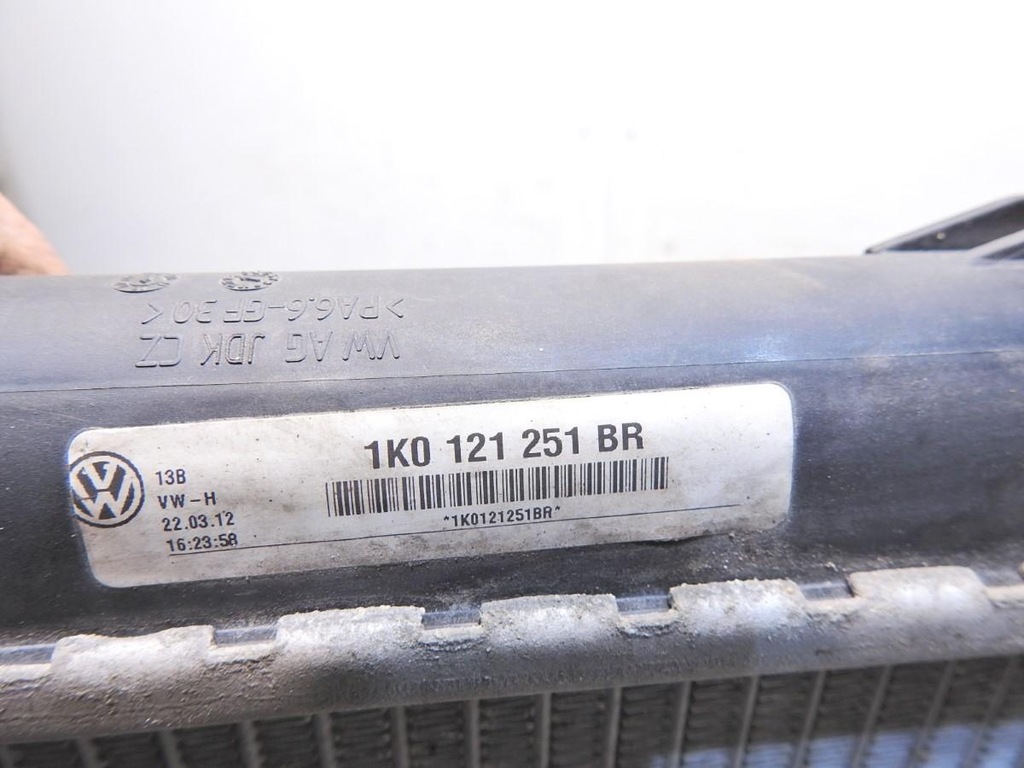 >PA6.6-GF30<
VW AG JDK CZ
1K0 121 251 BR
*1K0121251BR*
VW
13B
VW-H
22.03.12
16:23:58